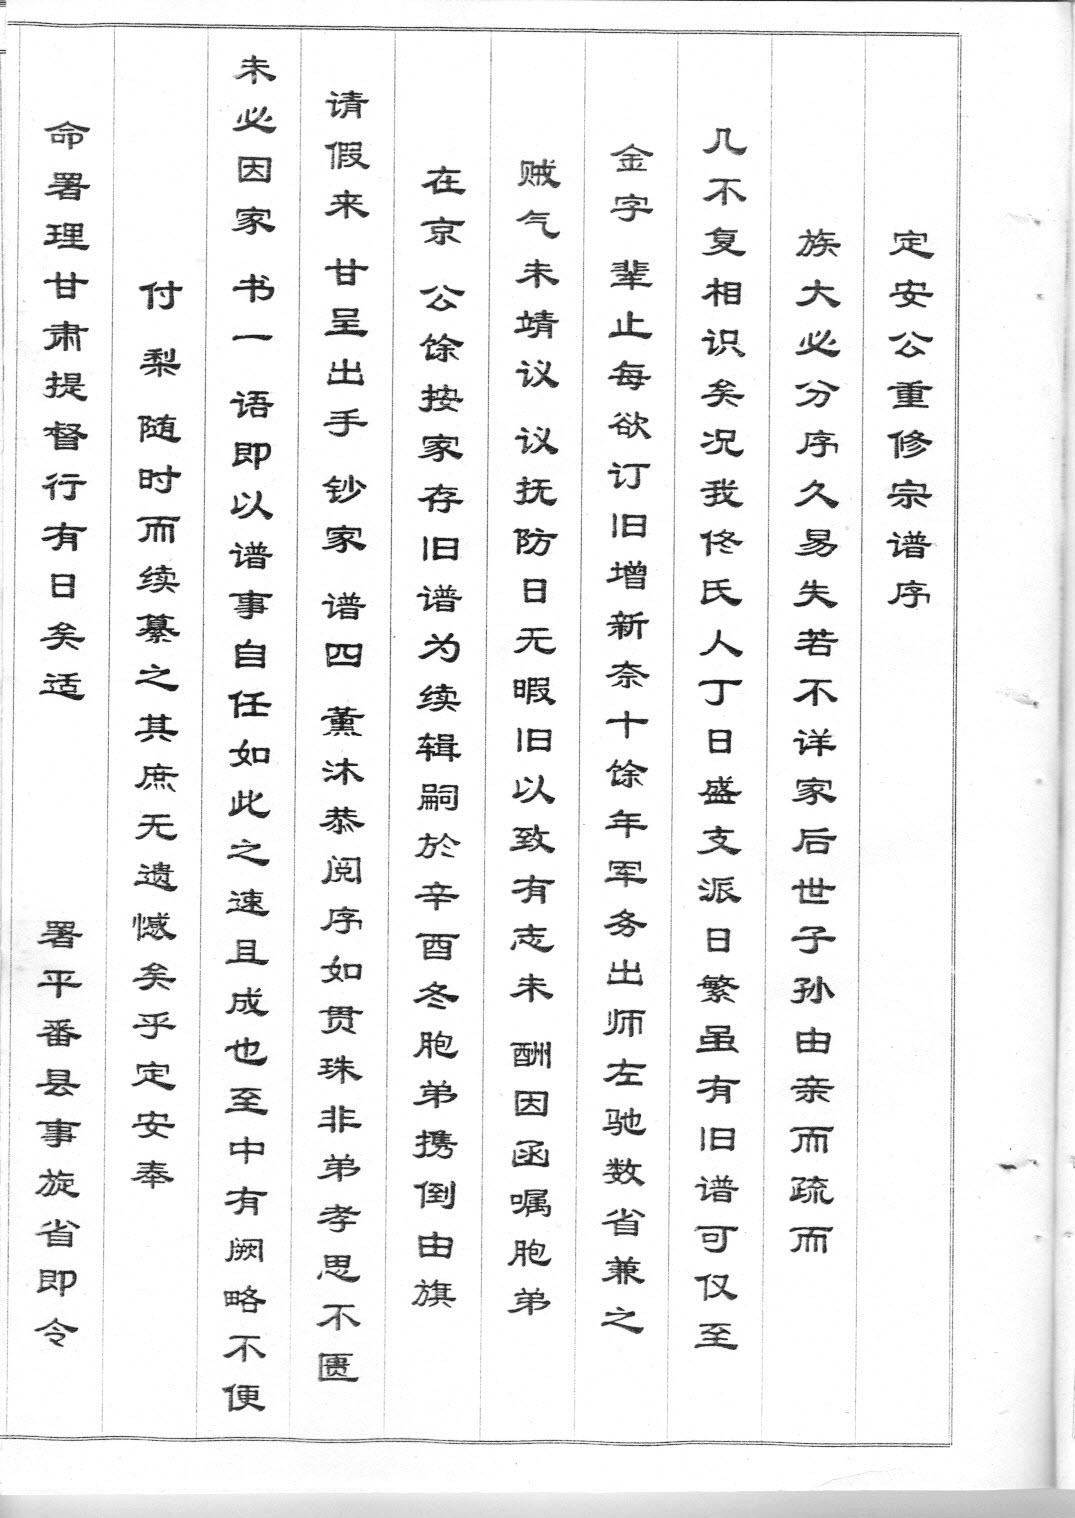 定安公重修宗谱序
族大必分序久易失若不详家后世子孙由亲而疏而
几不复相识矣况我佟氏人丁日盛支派日繁虽有旧谱可仅至
金字 辈止每欲订旧增新奈十馀年军务出师左驰数省兼之
贼气未靖议 议抚防日无暇旧以致有志未 酬因函嘱胞弟
在京 公馀按家存旧谱为续辑嗣於辛酉冬胞弟携倒由旗
请假来 甘呈出手 钞家 谱四 薰沐恭阅序如贯珠非弟孝思不匮
未必因家 书一 语即以谱事自任如此之速且成也至中有阙略不便
付 梨 随时而续纂之其庶无遗憾矣乎定安奉
命署理甘肃提督行有日矣适 署平番县事旋省即令